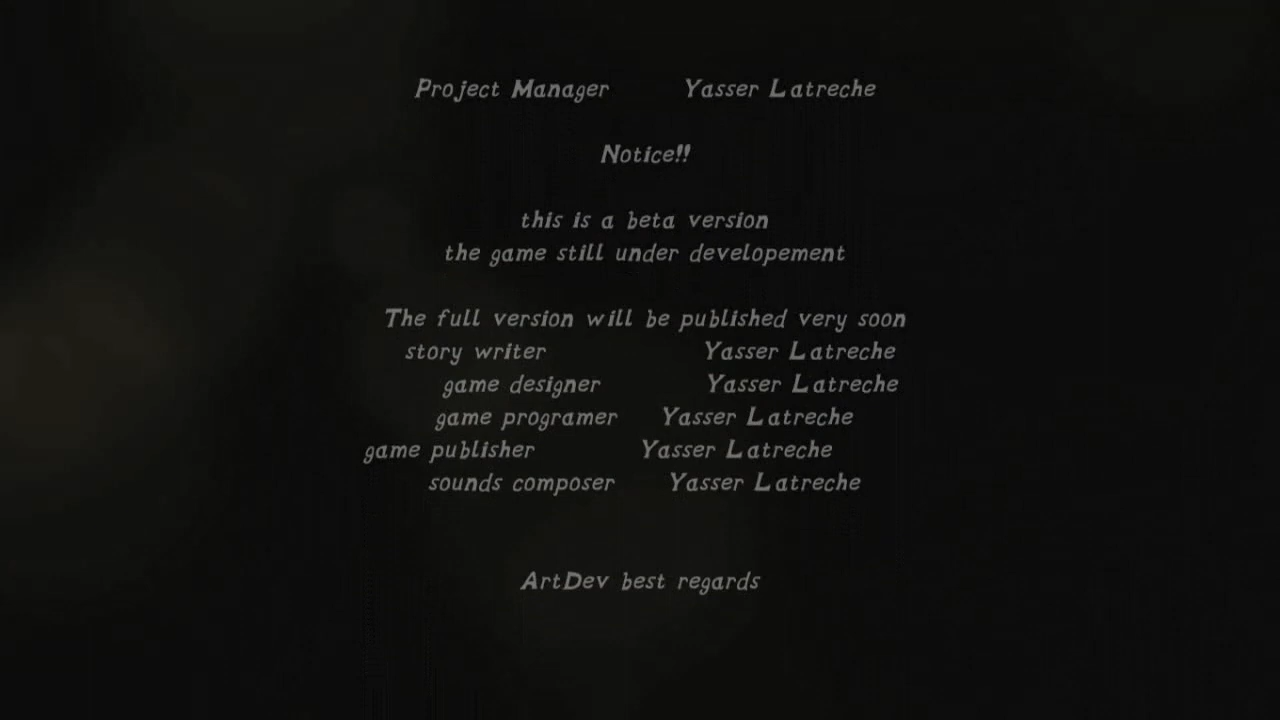 Project Manager Yasser Latreche
Notice!!
this is a beta version
the game still under developement
The full version will be published very soon
story writer Yasser Latreche
game designer Yasser Latreche
game programer Yasser Latreche
game publisher Yasser Latreche
sounds composer Yasser Latreche
ArtDev best regards